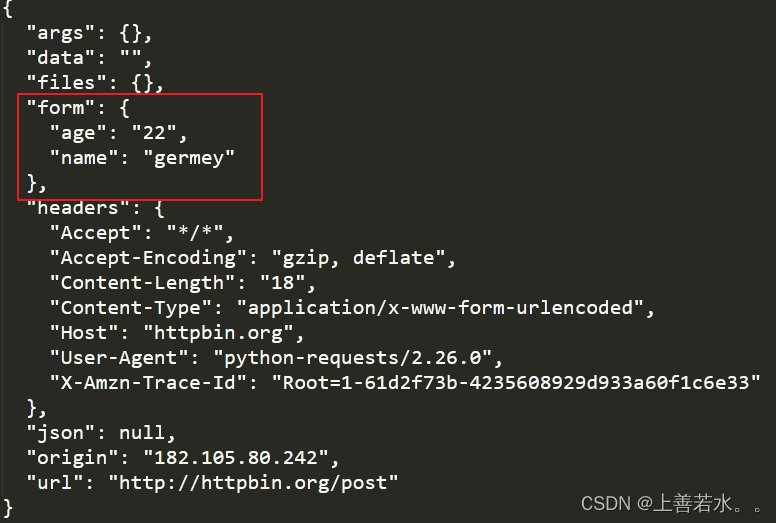 {
  "args": {},
  "data": "",
  "files": {},
  "form": {
    "age": "22",
    "name": "germey"
  },
  "headers": {
    "Accept": "*/*",
    "Accept-Encoding": "gzip, deflate",
    "Content-Length": "18",
    "Content-Type": "application/x-www-form-urlencoded",
    "Host": "httpbin.org",
    "User-Agent": "python-requests/2.26.0",
    "X-Amzn-Trace-Id": "Root=1-61d2f73b-4235608929d933a60f1c6e33"
  },
  "json": null,
  "origin": "182.105.80.242",
  "url": "http://httpbin.org/post"
}
CSDN @上善若水。。